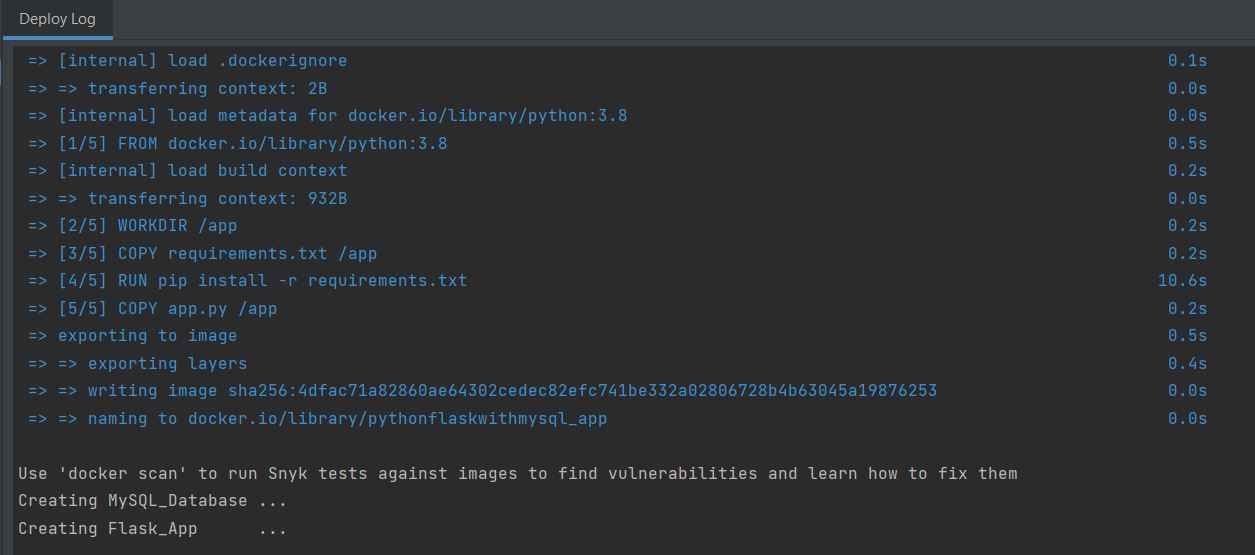 Deploy Log
=> [internal] load .dockerignore 0.1s
=> => transferring context: 2B 0.0s
=> [internal] load metadata for docker.io/library/python:3.8 0.0s
=> [1/5] FROM docker.io/library/python:3.8 0.5s
=> [internal] load build context 0.2s
=> => transferring context: 932B 0.0s
=> [2/5] WORKDIR /app 0.2s
=> [3/5] COPY requirements.txt /app 0.2s
=> [4/5] RUN pip install -r requirements.txt 10.6s
=> [5/5] COPY app.py /app 0.2s
=> exporting to image 0.5s
=> => exporting layers 0.4s
=> => writing image sha256:4dfac71a82860ae64302cedec82efc741be332a02806728b4b63045a19876253 0.0s
=> => naming to docker.io/library/pythonflaskwithmysql_app 0.0s
Use 'docker scan' to run Snyk tests against images to find vulnerabilities and learn how to fix them
Creating MySQL_Database ...
Creating Flask_App ...